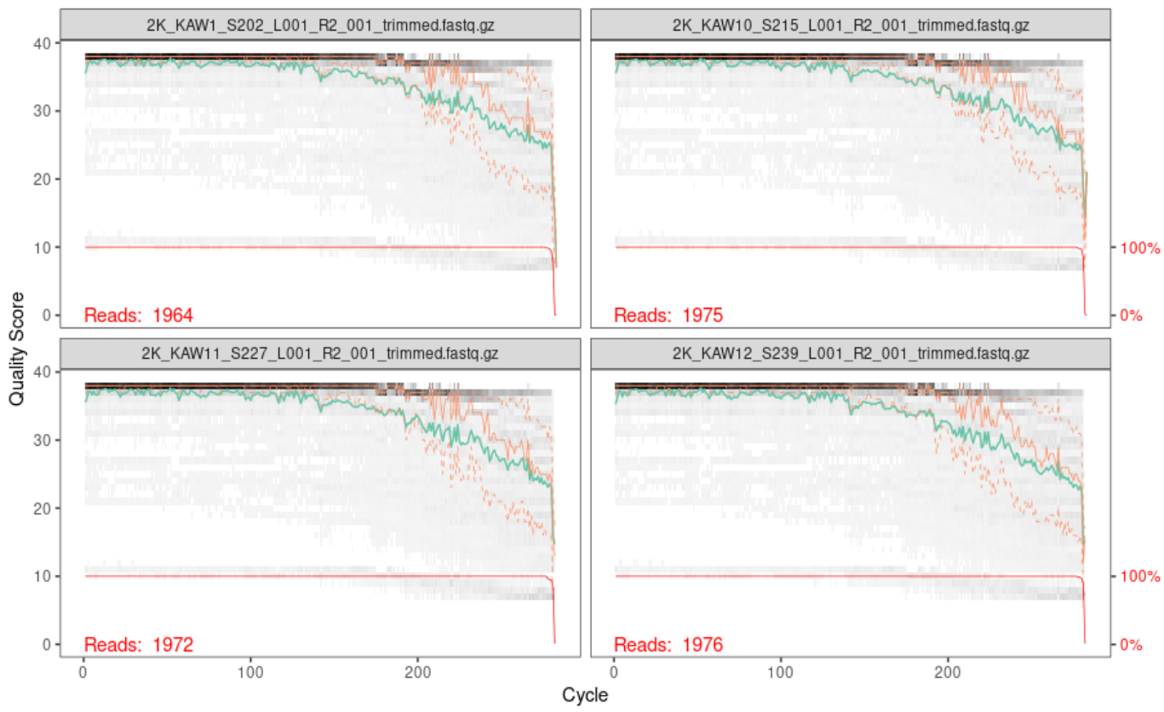 2K_KAW1_S202_L001_R2_001_trimmed.fastq.gz
2K_KAW10_S215_L001_R2_001_trimmed.fastq.gz
40
30
20
10
0
100%
0%
Reads: 1964
Reads: 1975
Quality Score
2K_KAW11_S227_L001_R2_001_trimmed.fastq.gz
2K_KAW12_S239_L001_R2_001_trimmed.fastq.gz
40
30
20
10
0
100%
0%
Reads: 1972
Reads: 1976
0 100 200
0 100 200
Cycle